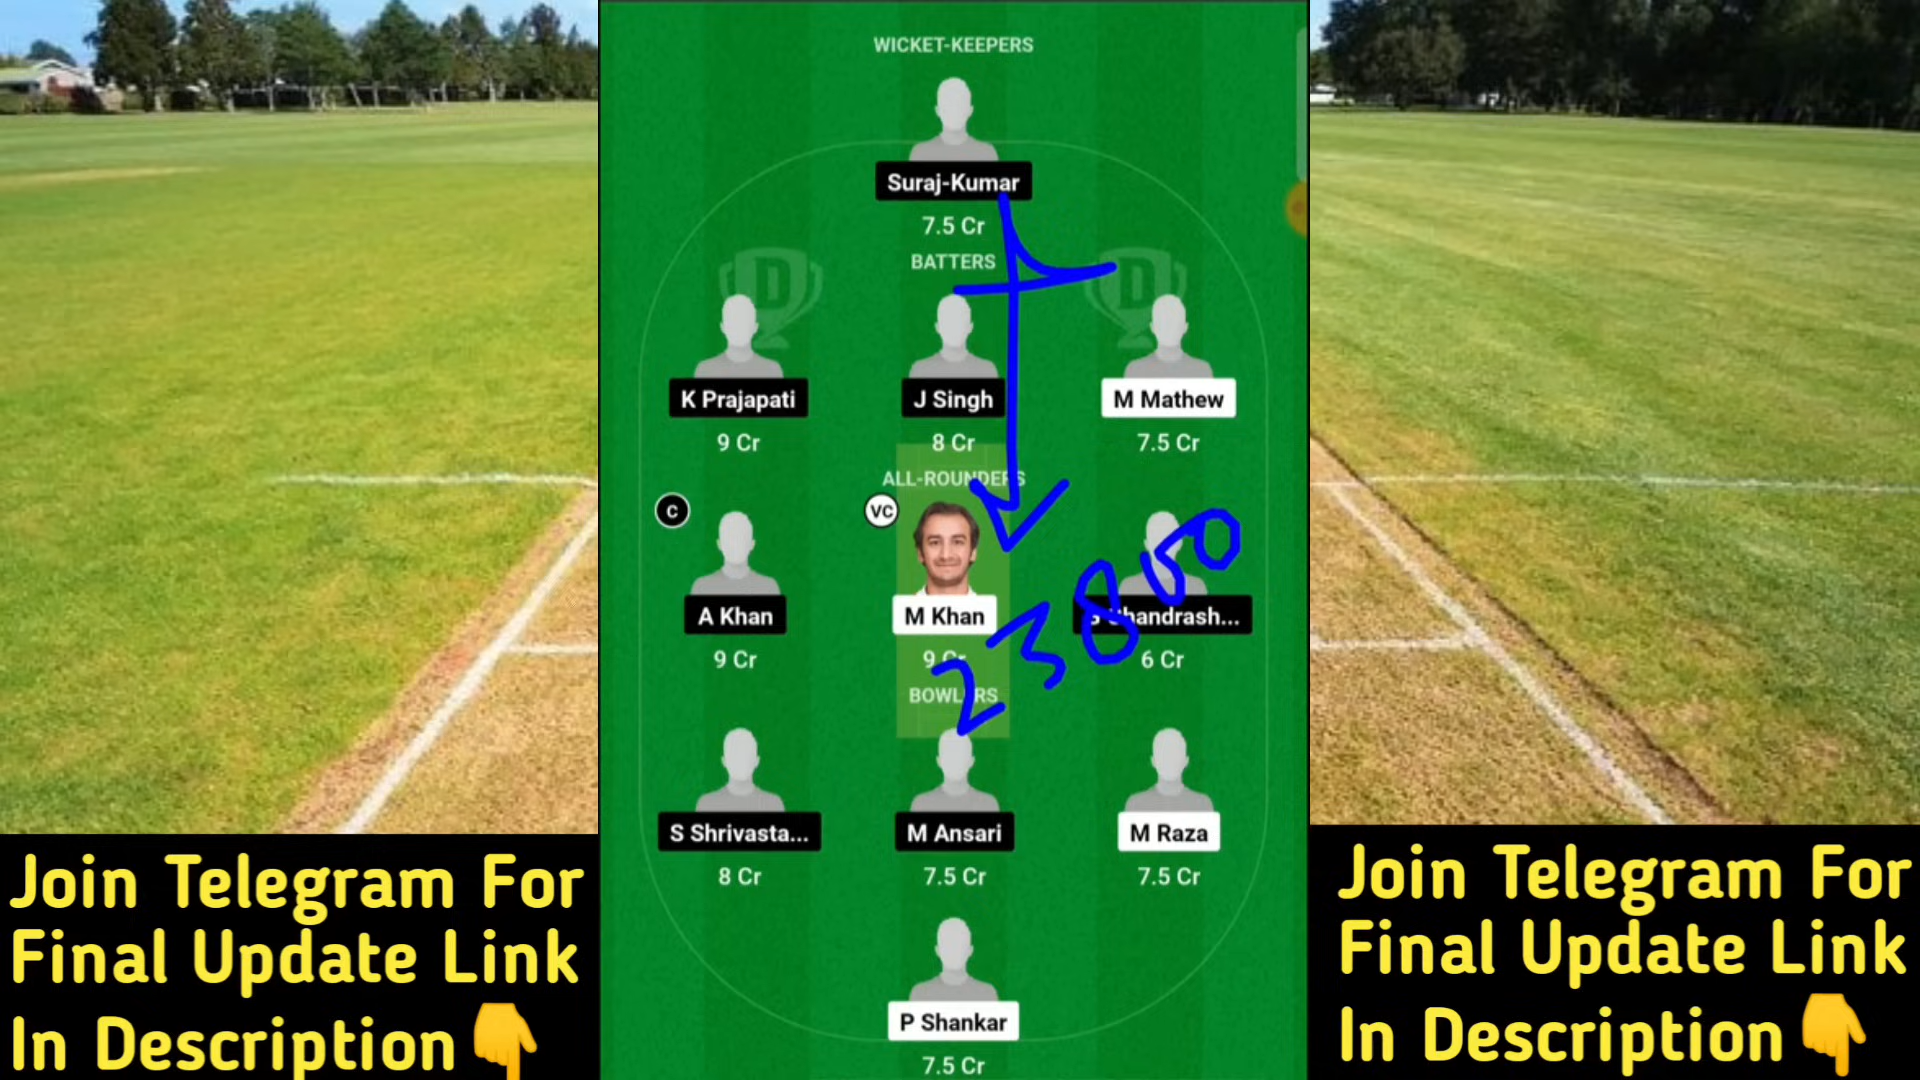 WICKET-KEEPERS
Suraj-Kumar
7.5 Cr
BATTERS
K Prajapati
J Singh
M Mathew
9 Cr
8 Cr
7.5 Cr
ALL-ROUNDERS
C
VC
A Khan
M Khan
handrash...
9 Cr
9 Cr
6 Cr
BOWLERS
S Shrivasta...
M Ansari
M Raza
8 Cr
7.5 Cr
7.5 Cr
P Shankar
7.5 Cr
Join Telegram For
Final Update Link
In Description👇
Join Telegram For
Final Update Link
In Description👇